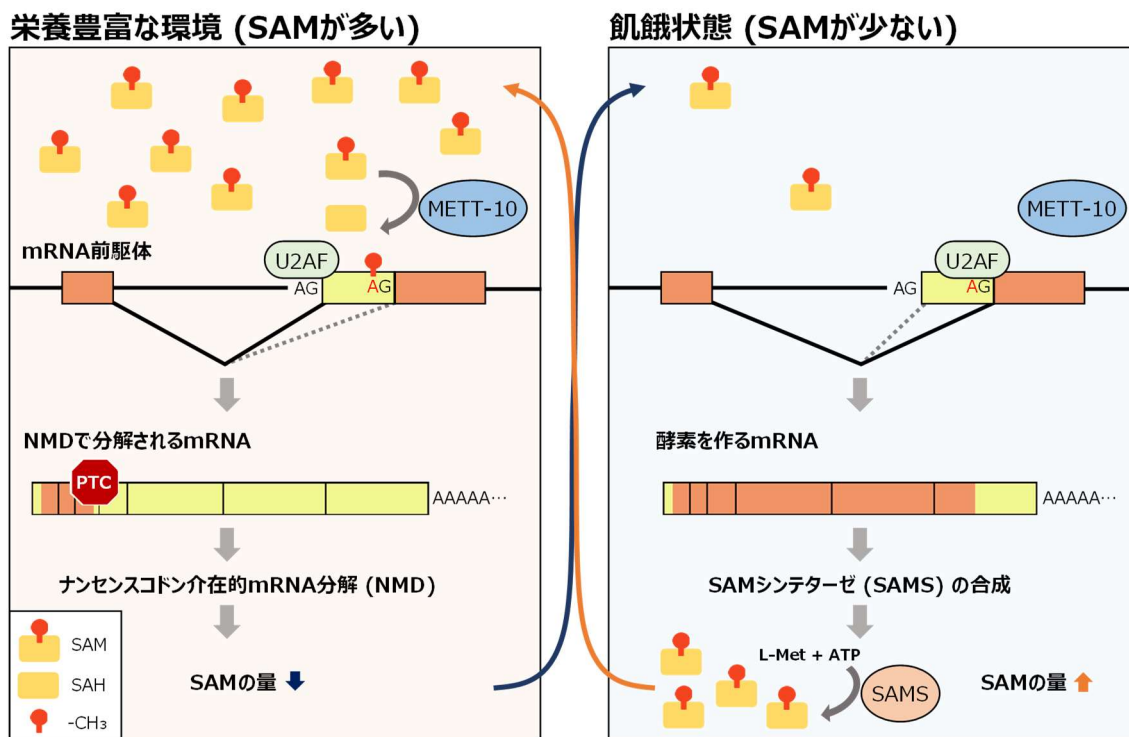 栄養豊富な環境 (SAMが多い)
METT-10
mRNA前駆体
U2AF
AG
AG
NMDで分解されるmRNA
PTC
AAAAA…
ナンセンスコドン介在的mRNA分解 (NMD)
SAM
SAH
-CH₃
SAMの量
飢餓状態 (SAMが少ない)
METT-10
U2AF
AG
AG
酵素を作るmRNA
AAAAA…
SAMシンテターゼ (SAMS) の合成
L-Met + ATP
SAMS
SAMの量